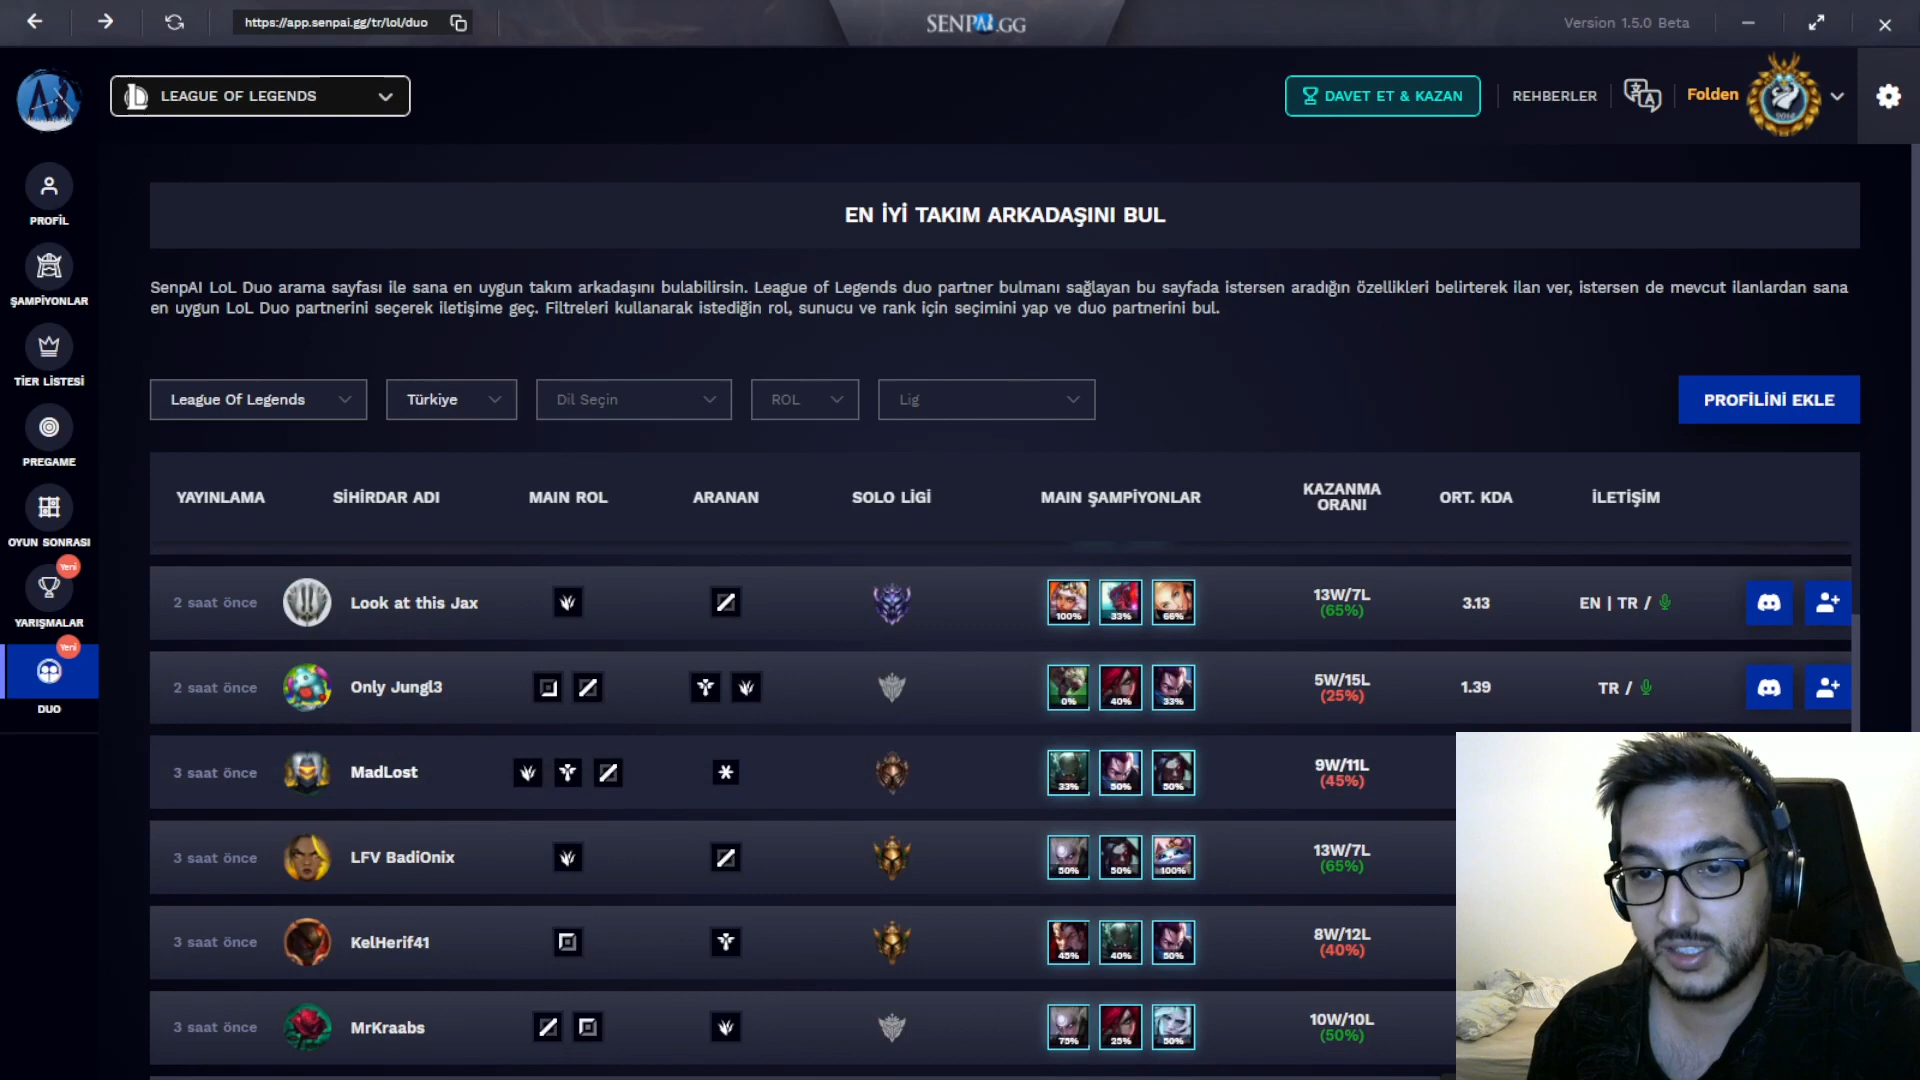 https://app.senpai.gg/tr/lol/duo
SENPAI.GG
Version 1.5.0 Beta
LEAGUE OF LEGENDS
DAVET ET & KAZAN
REHBERLER
Folden
PROFİL
ŞAMPİYONLAR
TİER LİSTESİ
PREGAME
OYUN SONRASI
Yeni
YARIŞMALAR
Yeni
DUO
EN İYİ TAKIM ARKADAŞINI BUL
SenpAI LoL Duo arama sayfası ile sana en uygun takım arkadaşını bulabilirsin. League of Legends duo partner bulmanı sağlayan bu sayfada istersen aradığın özellikleri belirterek ilan ver, istersen de mevcut ilanlardan sana
en uygun LoL Duo partnerini seçerek iletişime geç. Filtreleri kullanarak istediğin rol, sunucu ve rank için seçimini yap ve duo partnerini bul.
League Of Legends
Türkiye
Dil Seçin
ROL
Lig
PROFİLİNİ EKLE
YAYINLAMA SİHİRDAR ADI MAIN ROL ARANAN SOLO LİGİ MAIN ŞAMPİYONLAR KAZANMA ORANI ORT. KDA İLETİŞİM
2 saat önce Look at this Jax 100% 33% 66% 13W/7L (65%) 3.13 EN | TR /
2 saat önce Only Jungl3 0% 40% 33% 5W/15L (25%) 1.39 TR /
3 saat önce MadLost 33% 50% 50% 9W/11L (45%)
3 saat önce LFV BadiOnix 50% 50% 100% 13W/7L (65%)
3 saat önce KelHerif41 45% 40% 50% 8W/12L (40%)
3 saat önce MrKraabs 75% 25% 50% 10W/10L (50%)